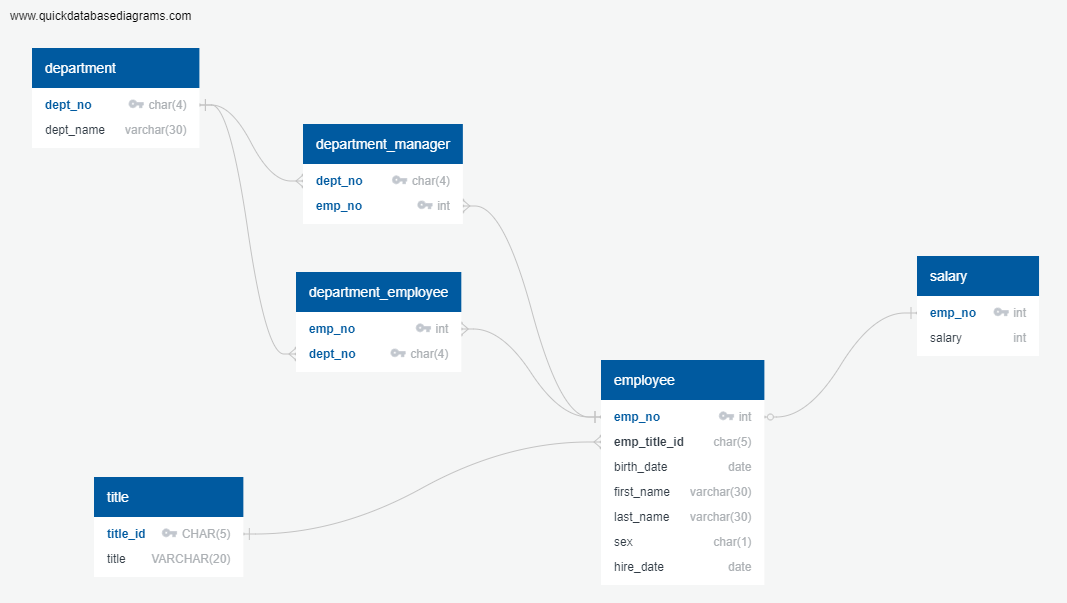 www.quickdatabasediagrams.com
department
dept_no char(4)
dept_name varchar(30)
department_manager
dept_no char(4)
emp_no int
department_employee
emp_no int
dept_no char(4)
salary
emp_no int
salary int
employee
emp_no int
emp_title_id char(5)
birth_date date
first_name varchar(30)
last_name varchar(30)
sex char(1)
hire_date date
title
title_id CHAR(5)
title VARCHAR(20)